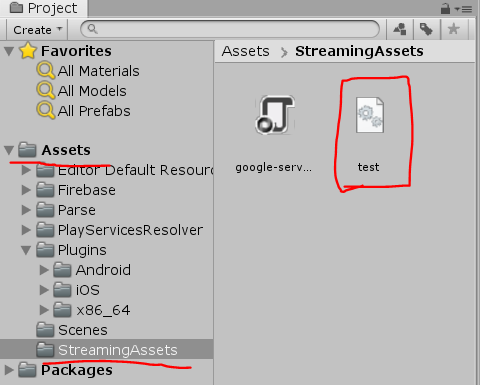 Project
Create
Favorites
All Materials
All Models
All Prefabs
Assets
Editor Default Resourc
Firebase
Parse
PlayServicesResolver
Plugins
Android
iOS
x86_64
Scenes
StreamingAssets
Packages
Assets StreamingAssets
google-serv...
test